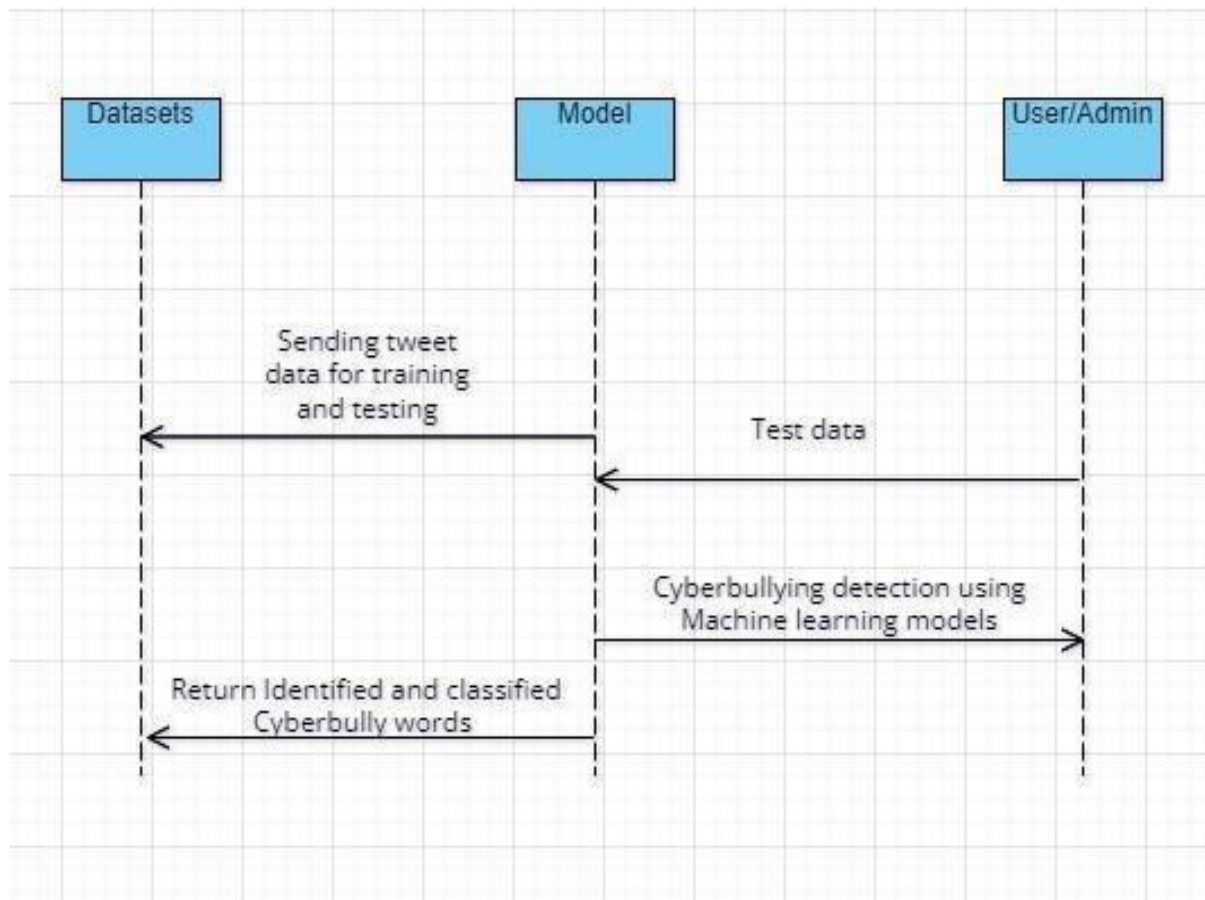 Datasets
Model
User/Admin
Sending tweet
data for training
and testing
Test data
Cyberbullying detection using
Machine learning models
Return Identified and classified
Cyberbully words